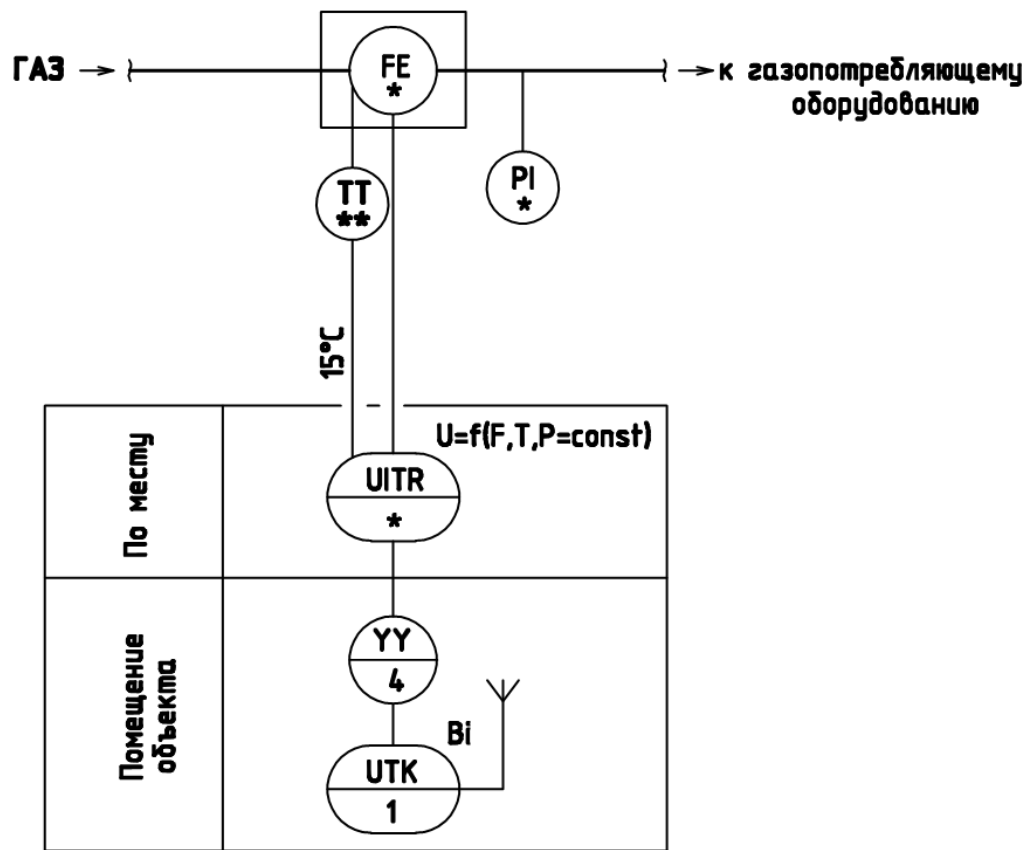 ГАЗ
FE
*
к газопотребляющему
оборудованию
TT
**
PI
*
15°C
По месту
U=f(F,T,P=const)
UITR
*
Помещение
объекта
YY
4
Bi
UTK
1